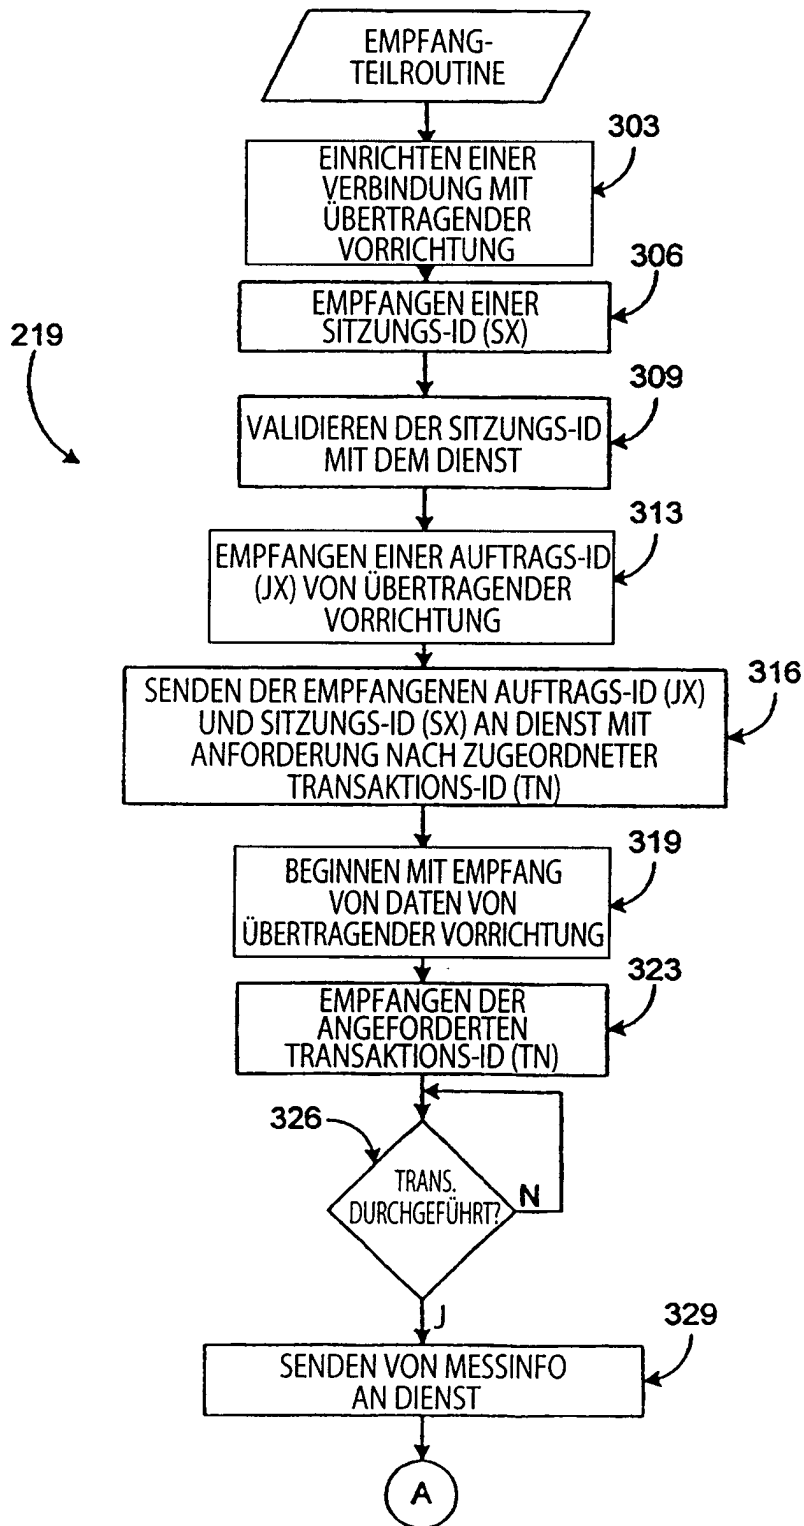 EMPFANG-
TEILROUTINE
303
EINRICHTEN EINER
VERBINDUNG MIT
ÜBERTRAGENDER
VORRICHTUNG
306
EMPFANGEN EINER
SITZUNGS-ID (SX)
219
309
VALIDIEREN DER SITZUNGS-ID
MIT DEM DIENST
313
EMPFANGEN EINER AUFTRAGS-ID
(JX) VON ÜBERTRAGENDER
VORRICHTUNG
316
SENDEN DER EMPFANGENEN AUFTRAGS-ID (JX)
UND SITZUNGS-ID (SX) AN DIENST MIT
ANFORDERUNG NACH ZUGEORDNETER
TRANSAKTIONS-ID (TN)
319
BEGINNEN MIT EMPFANG
VON DATEN VON
ÜBERTRAGENDER VORRICHTUNG
323
EMPFANGEN DER
ANGEFORDERTEN
TRANSAKTIONS-ID (TN)
326
TRANS.
DURCHGEFÜHRT?
N
J
329
SENDEN VON MESSINFO
AN DIENST
A